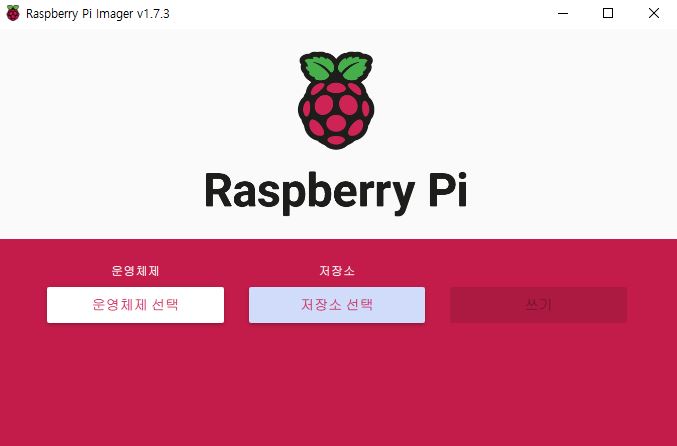 Raspberry Pi Imager v1.7.3
Raspberry Pi
운영체제
저장소
운영체제 선택
저장소 선택
쓰기